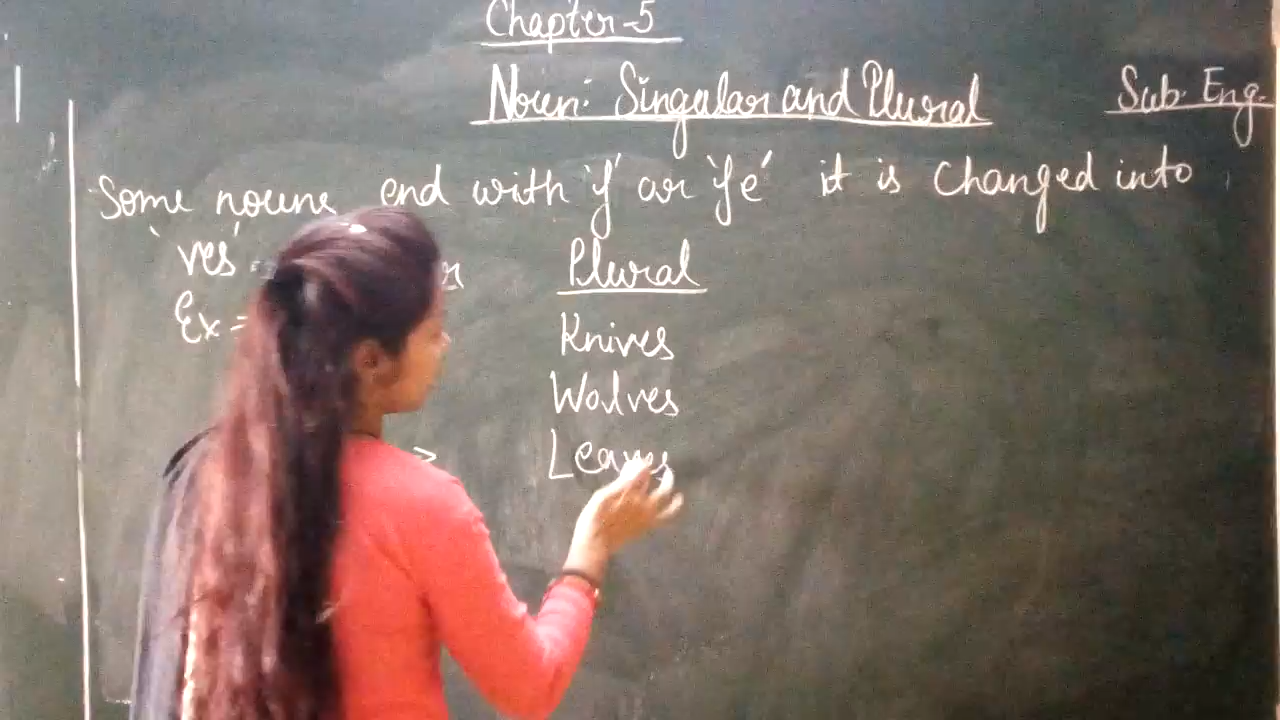 Chapter-5
Noun: Singular and Plural
Sub. Eng.
Some nouns end with 'f' or 'fe' it is changed into
'ves'
Plural
Ex =
Knives
Wolves
Leaves